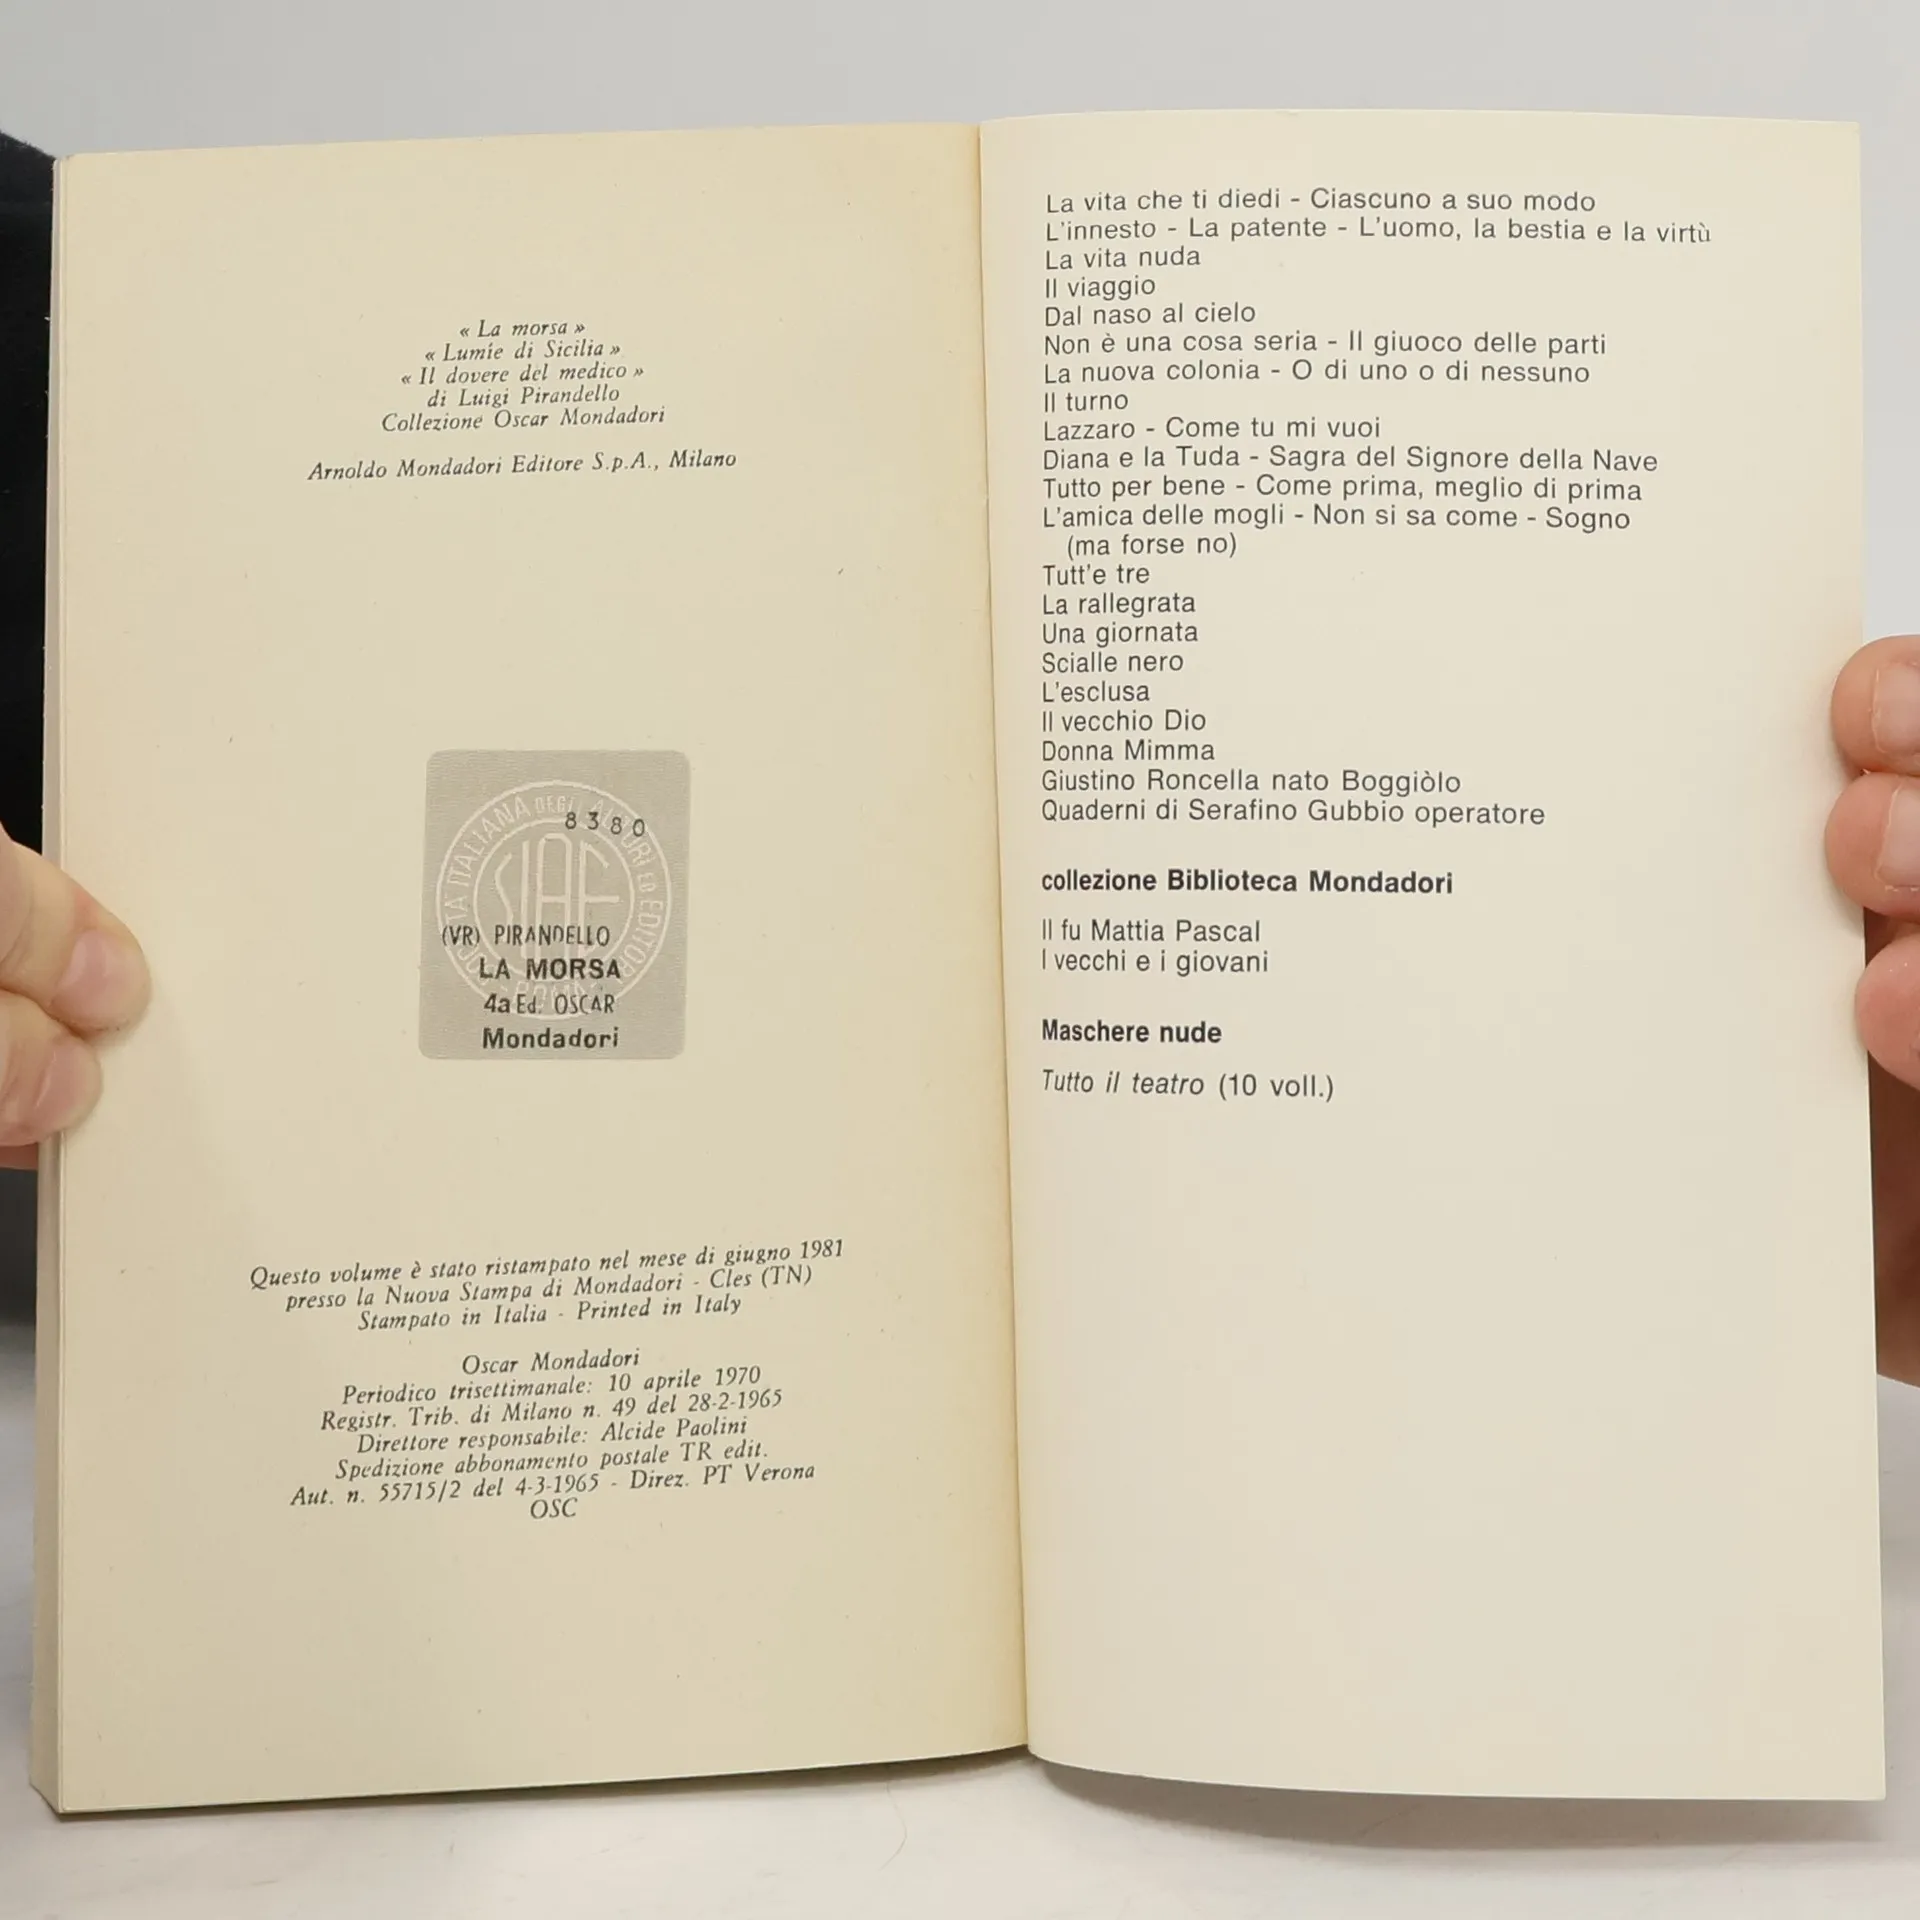 « La morsa »
« Lumíe di Sicilia »
« Il dovere del medico »
di Luigi Pirandello
Collezione Oscar Mondadori
Arnoldo Mondadori Editore S.p.A., Milano
SOCIETA ITALIANA DEGLI AUTORI ED EDITORI - ROMA -
SIAE
8380
(VR) PIRANDELLO
LA MORSA
4a Ed. OSCAR
Mondadori
Questo volume è stato ristampato nel mese di giugno 1981
presso la Nuova Stampa di Mondadori - Cles (TN)
Stampato in Italia - Printed in Italy
Oscar Mondadori
Periodico trisettimanale: 10 aprile 1970
Registr. Trib. di Milano n. 49 del 28-2-1965
Direttore responsabile: Alcide Paolini
Spedizione abbonamento postale TR edit.
Aut. n. 55715/2 del 4-3-1965 - Direz. PT Verona
OSC
La vita che ti diedi - Ciascuno a suo modo
L'innesto - La patente - L'uomo, la bestia e la virtù
La vita nuda
Il viaggio
Dal naso al cielo
Non è una cosa seria - Il giuoco delle parti
La nuova colonia - O di uno o di nessuno
Il turno
Lazzaro - Come tu mi vuoi
Diana e la Tuda - Sagra del Signore della Nave
Tutto per bene - Come prima, meglio di prima
L'amica delle mogli - Non si sa come - Sogno
(ma forse no)
Tutt'e tre
La rallegrata
Una giornata
Scialle nero
L'esclusa
Il vecchio Dio
Donna Mimma
Giustino Roncella nato Boggiòlo
Quaderni di Serafino Gubbio operatore
collezione Biblioteca Mondadori
Il fu Mattia Pascal
I vecchi e i giovani
Maschere nude
Tutto il teatro (10 voll.)